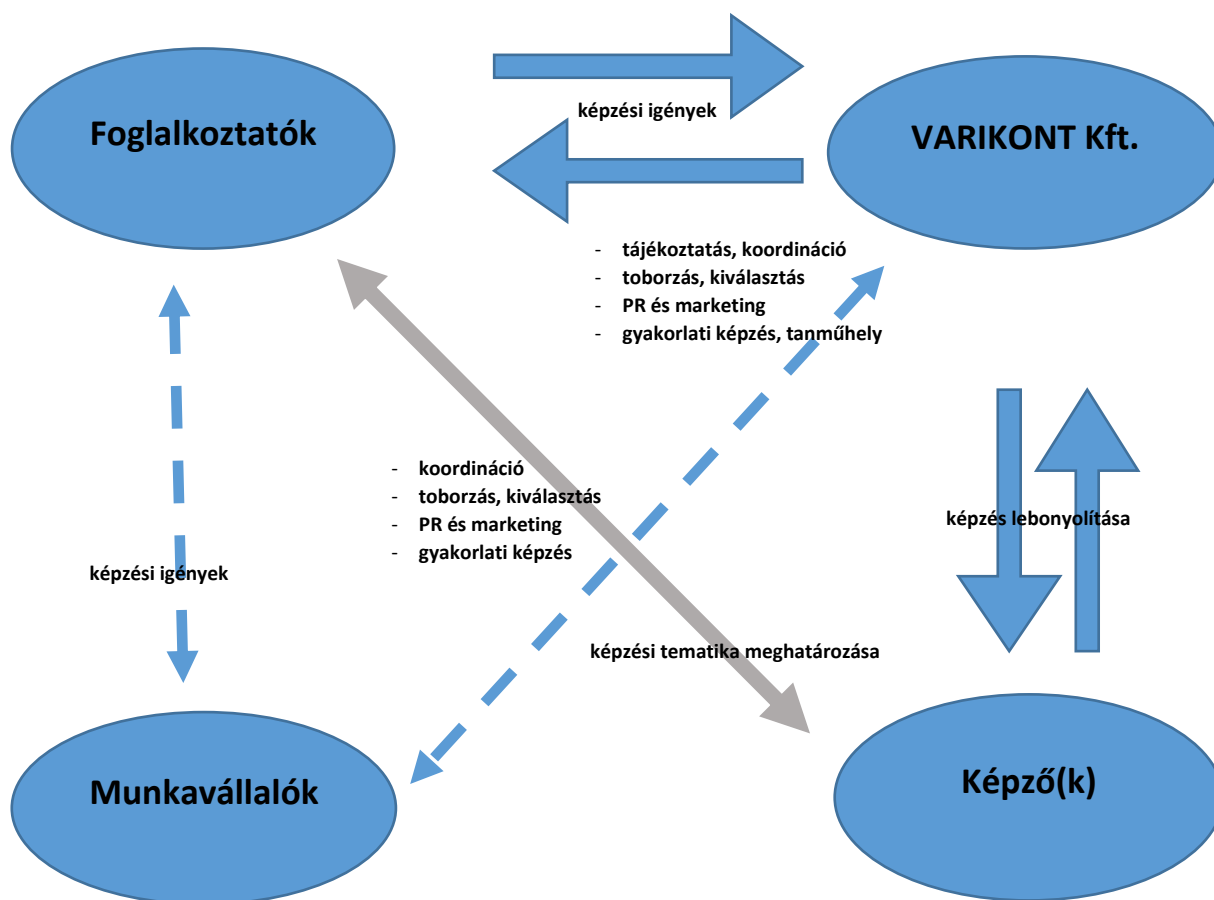 Foglalkoztatók
VARIKONT Kft.
képzési igények
- tájékoztatás, koordináció
- toborzás, kiválasztás
- PR és marketing
- gyakorlati képzés, tanműhely
- koordináció
- toborzás, kiválasztás
- PR és marketing
- gyakorlati képzés
képzés lebonyolítása
képzési igények
képzési tematika meghatározása
Munkavállalók
Képző(k)